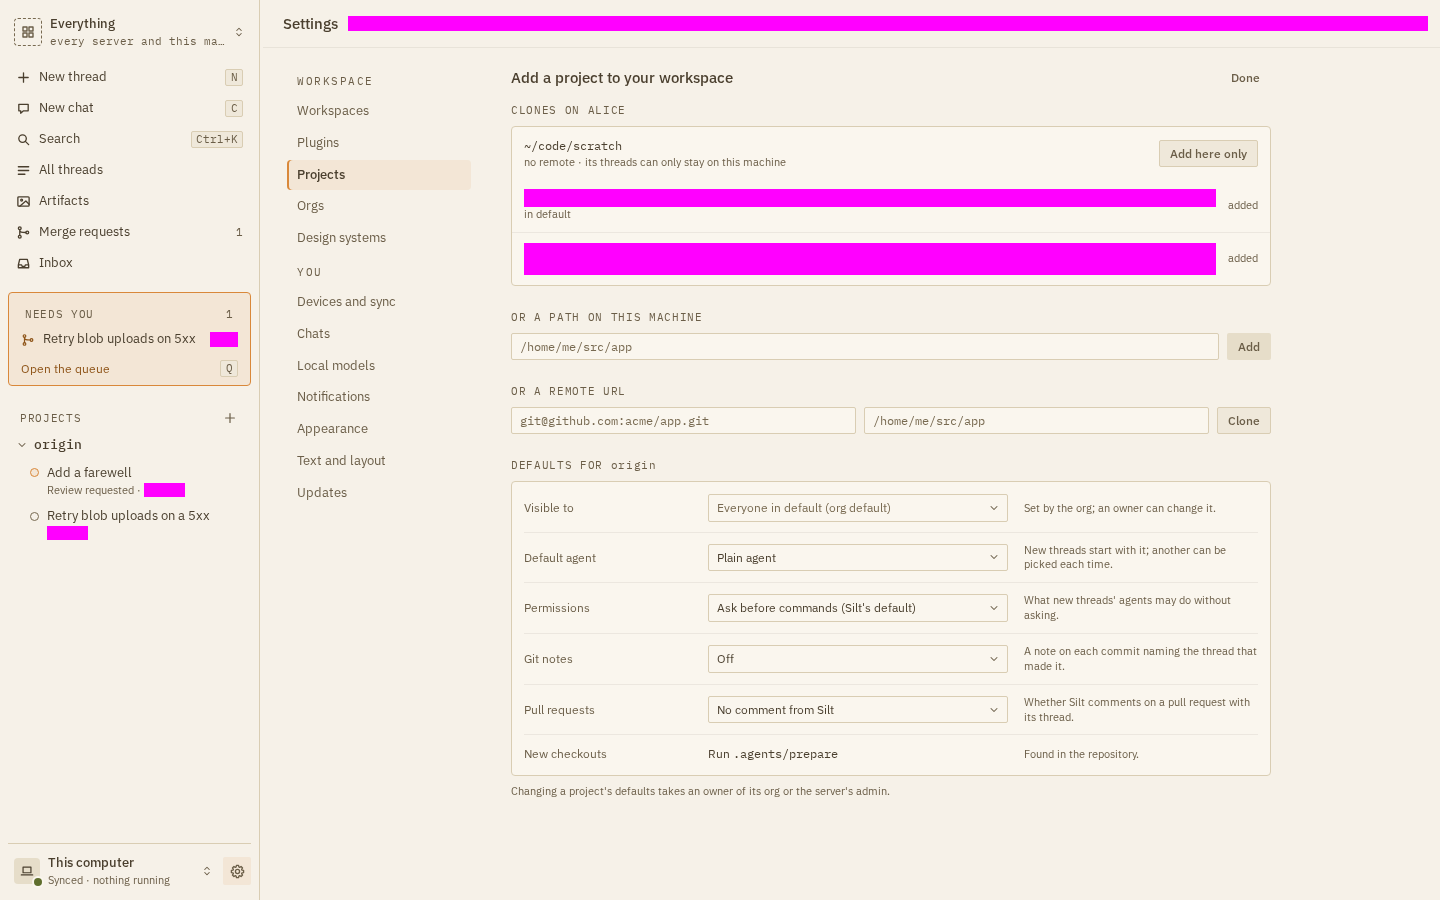 Everything
every server and this ma…
New thread
N
New chat
C
Search
Ctrl+K
All threads
Artifacts
Merge requests
1
Inbox
NEEDS YOU
1
Retry blob uploads on 5xx
Open the queue
Q
PROJECTS
origin
Add a farewell
Review requested ·
Retry blob uploads on a 5xx
This computer
Synced · nothing running
Settings
WORKSPACE
Workspaces
Plugins
Projects
Orgs
Design systems
YOU
Devices and sync
Chats
Local models
Notifications
Appearance
Text and layout
Updates
Add a project to your workspace
Done
CLONES ON ALICE
~/code/scratch
no remote · its threads can only stay on this machine
Add here only
added
in default
added
OR A PATH ON THIS MACHINE
/home/me/src/app
Add
OR A REMOTE URL
git@github.com:acme/app.git
/home/me/src/app
Clone
DEFAULTS FOR origin
Visible to
Everyone in default (org default)
Set by the org; an owner can change it.
Default agent
Plain agent
New threads start with it; another can be
picked each time.
Permissions
Ask before commands (Silt's default)
What new threads' agents may do without
asking.
Git notes
Off
A note on each commit naming the thread that
made it.
Pull requests
No comment from Silt
Whether Silt comments on a pull request with
its thread.
New checkouts
Run .agents/prepare
Found in the repository.
Changing a project's defaults takes an owner of its org or the server's admin.